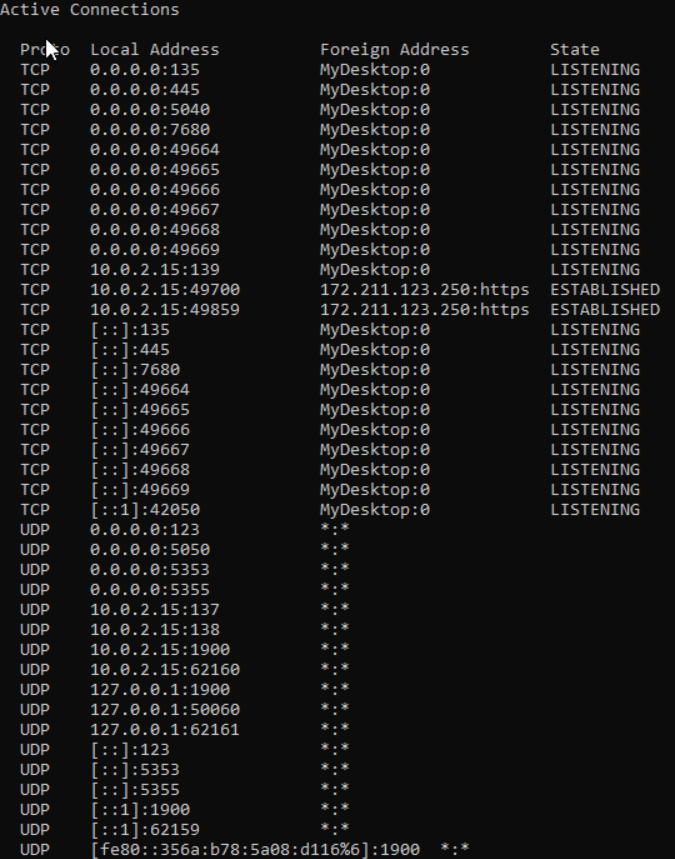 Active Connections
Proto Local Address Foreign Address State
TCP 0.0.0.0:135 MyDesktop:0 LISTENING
TCP 0.0.0.0:445 MyDesktop:0 LISTENING
TCP 0.0.0.0:5040 MyDesktop:0 LISTENING
TCP 0.0.0.0:7680 MyDesktop:0 LISTENING
TCP 0.0.0.0:49664 MyDesktop:0 LISTENING
TCP 0.0.0.0:49665 MyDesktop:0 LISTENING
TCP 0.0.0.0:49666 MyDesktop:0 LISTENING
TCP 0.0.0.0:49667 MyDesktop:0 LISTENING
TCP 0.0.0.0:49668 MyDesktop:0 LISTENING
TCP 0.0.0.0:49669 MyDesktop:0 LISTENING
TCP 10.0.2.15:139 MyDesktop:0 LISTENING
TCP 10.0.2.15:49700 172.211.123.250:https ESTABLISHED
TCP 10.0.2.15:49859 172.211.123.250:https ESTABLISHED
TCP [::]:135 MyDesktop:0 LISTENING
TCP [::]:445 MyDesktop:0 LISTENING
TCP [::]:7680 MyDesktop:0 LISTENING
TCP [::]:49664 MyDesktop:0 LISTENING
TCP [::]:49665 MyDesktop:0 LISTENING
TCP [::]:49666 MyDesktop:0 LISTENING
TCP [::]:49667 MyDesktop:0 LISTENING
TCP [::]:49668 MyDesktop:0 LISTENING
TCP [::]:49669 MyDesktop:0 LISTENING
TCP [::1]:42050 MyDesktop:0 LISTENING
UDP 0.0.0.0:123 *:*
UDP 0.0.0.0:5050 *:*
UDP 0.0.0.0:5353 *:*
UDP 0.0.0.0:5355 *:*
UDP 10.0.2.15:137 *:*
UDP 10.0.2.15:138 *:*
UDP 10.0.2.15:1900 *:*
UDP 10.0.2.15:62160 *:*
UDP 127.0.0.1:1900 *:*
UDP 127.0.0.1:50060 *:*
UDP 127.0.0.1:62161 *:*
UDP [::]:123 *:*
UDP [::]:5353 *:*
UDP [::]:5355 *:*
UDP [::1]:1900 *:*
UDP [::1]:62159 *:*
UDP [fe80::356a:b78:5a08:d116%6]:1900 *:*